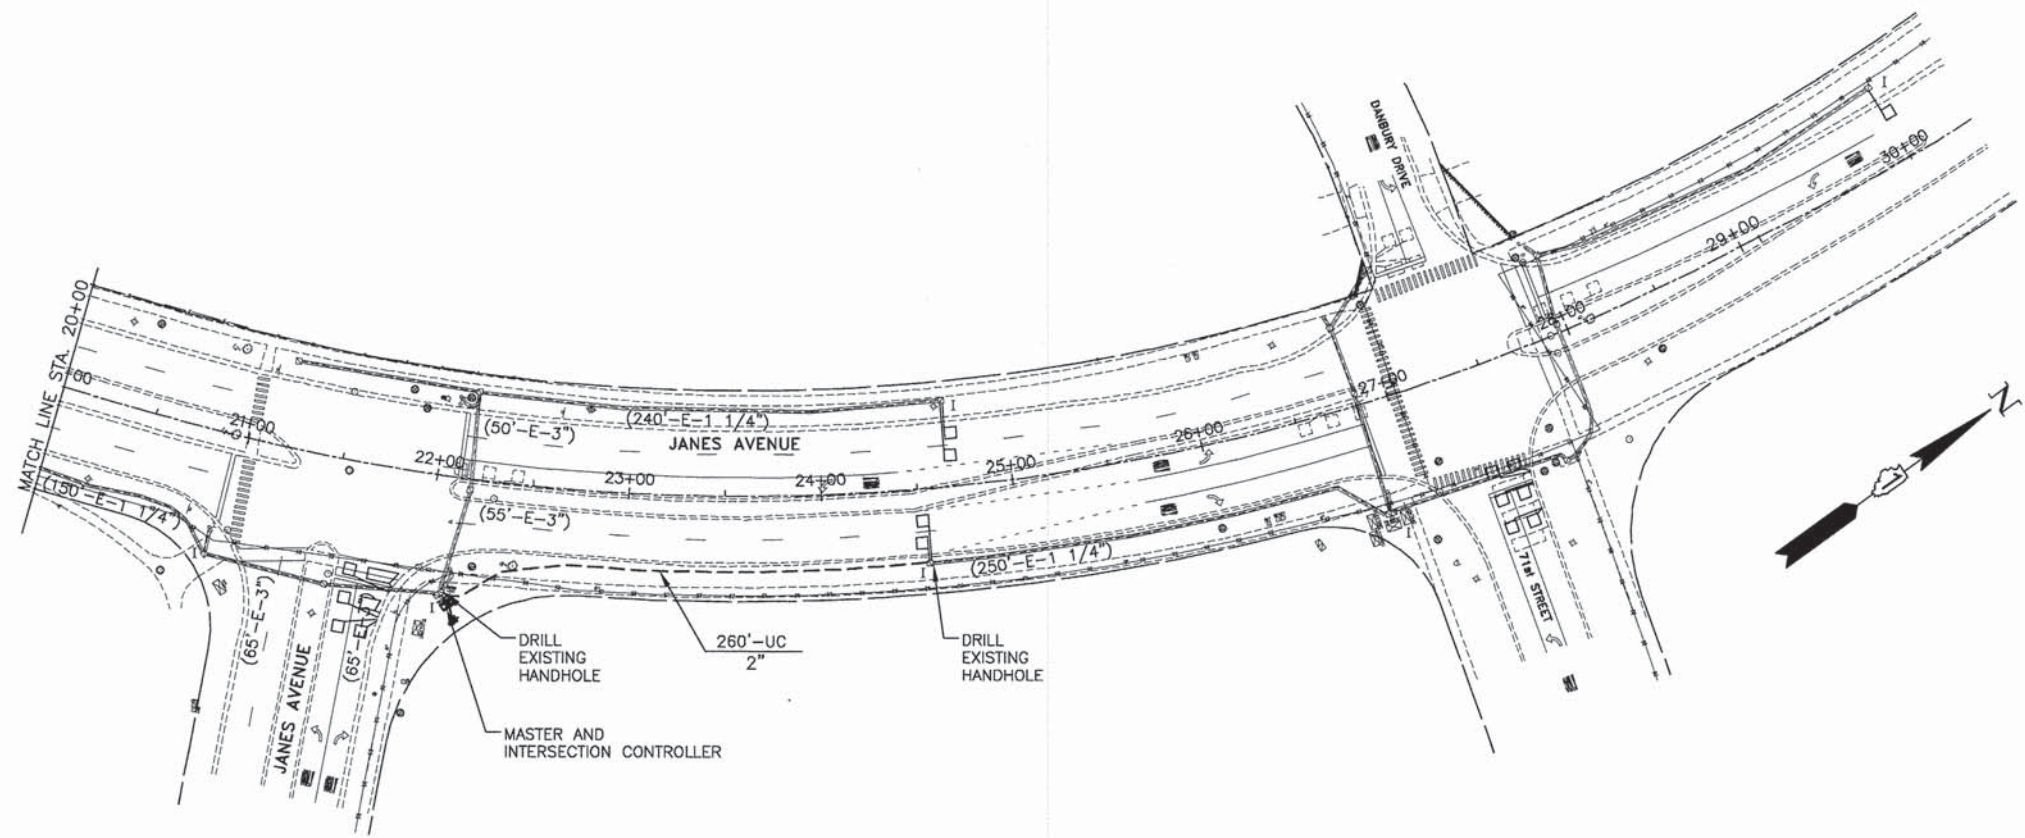 MATCH LINE STA. 20+00
00
21+00
22+00
23+00
24+00
25+00
26+00
27+00
28+00
29+00
30+00
DANBURY DRIVE
(240'-E-1 1/4")
JANES AVENUE
(50'-E-3")
(55'-E-3")
(150'-E-1 1/4")
(250'-E-1 1/4")
I
I
I
I
I
I
(65'-E-3")
(65'-E-
JANES AVENUE
71st STREET
DRILL
EXISTING
HANDHOLE
260'-UC
2"
DRILL
EXISTING
HANDHOLE
MASTER AND
INTERSECTION CONTROLLER
N